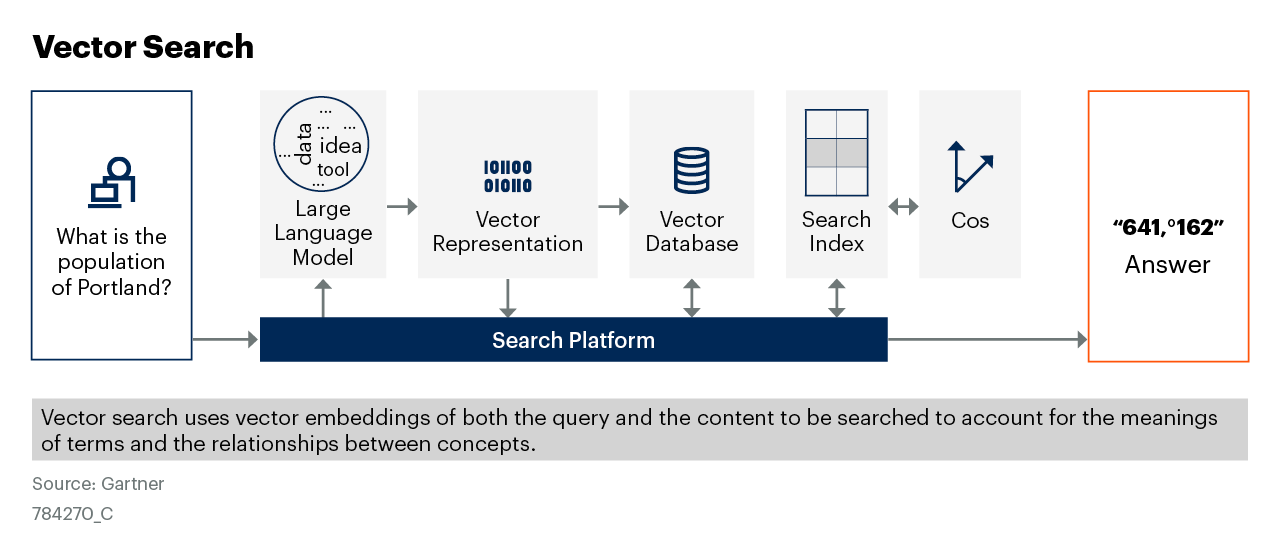 Vector Search
What is the
population
of Portland?
data
idea
tool
...
...
...
...
...
Large
Language
Model
IOIIOO
OIOIIO
Vector
Representation
Vector
Database
Search
Index
Cos
“641,°162”
Answer
Search Platform
Vector search uses vector embeddings of both the query and the content to be searched to account for the meanings
of terms and the relationships between concepts.
Source: Gartner
784270_C